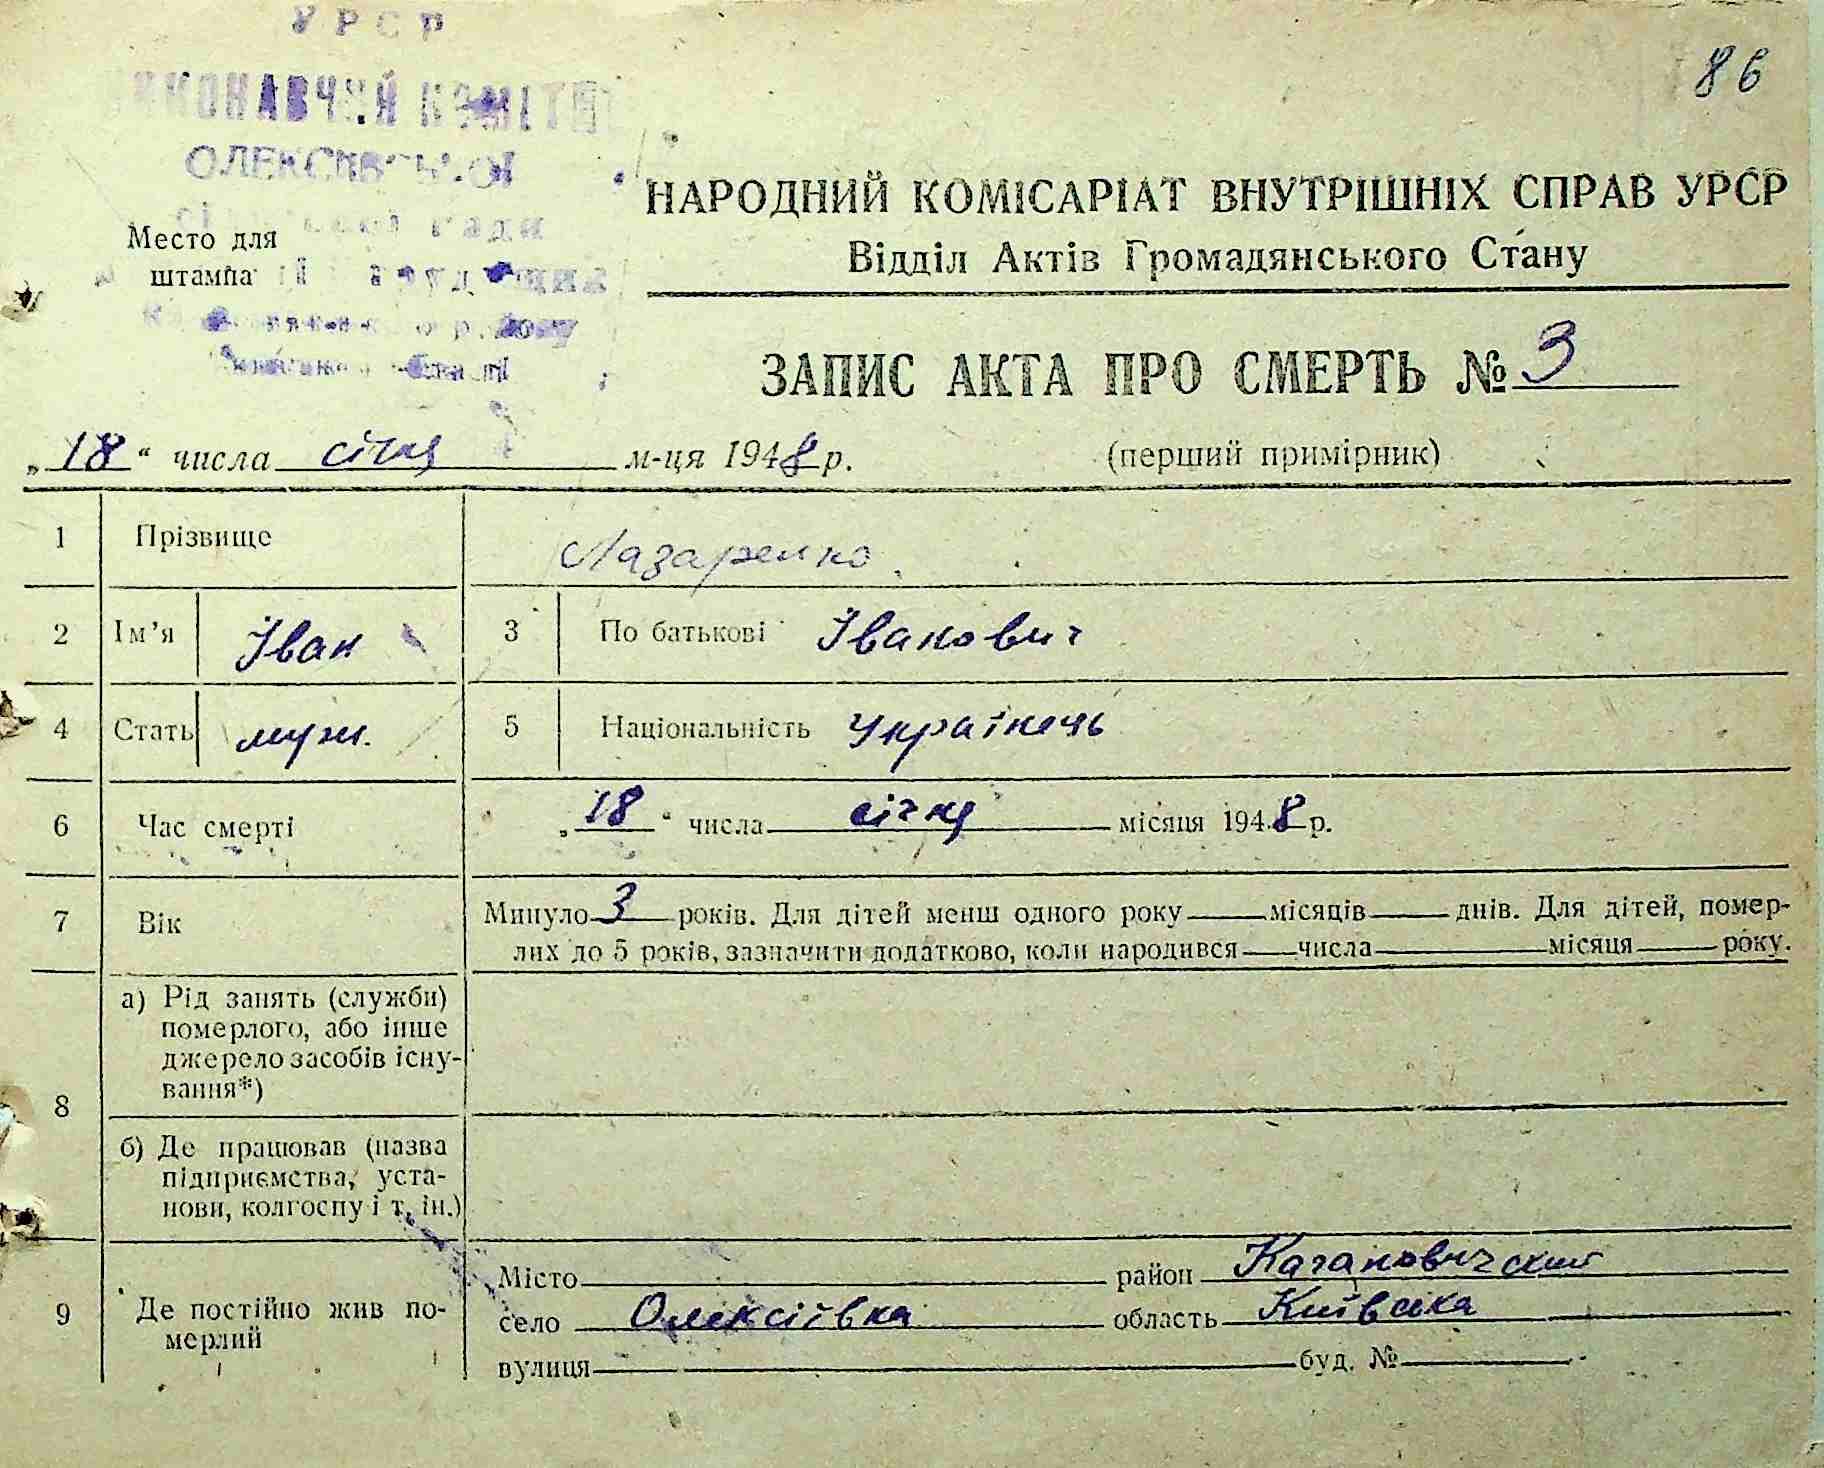 УРСР
86
ОЛЕКСІЇВСЬКОЇ
ради
НАРОДНИЙ КОМІСАРІАТ ВНУТРІШНІХ СПРАВ УРСР
Место для
штампа
Відділ Актів Громадянського Стану
ЗАПИС АКТА ПРО СМЕРТЬ № 3
„18“ числа січня м-ця 1948 р. (перший примірник)
1 Прізвище Лазаренко.
2 Ім'я Іван 3 По батькові Іванович
4 Стать муж. 5 Національність Українець
6 Час смерті „18“ числа січня місяця 1948 р.
7 Вік Минуло 3 років. Для дітей менш одного року місяців днів. Для дітей, помер-
лих до 5 років, зазначити додатково, коли народився числа місяця року.
8 а) Рід занять (служби)
померлого, або інше
джерело засобів існу-
вання*)
б) Де працював (назва
підприємства, уста-
нови, колгоспу і т. ін.)
9 Де постійно жив по-
мерлий
Місто район Кагановичский
село Олексіївка область Київська
вулиця буд. №